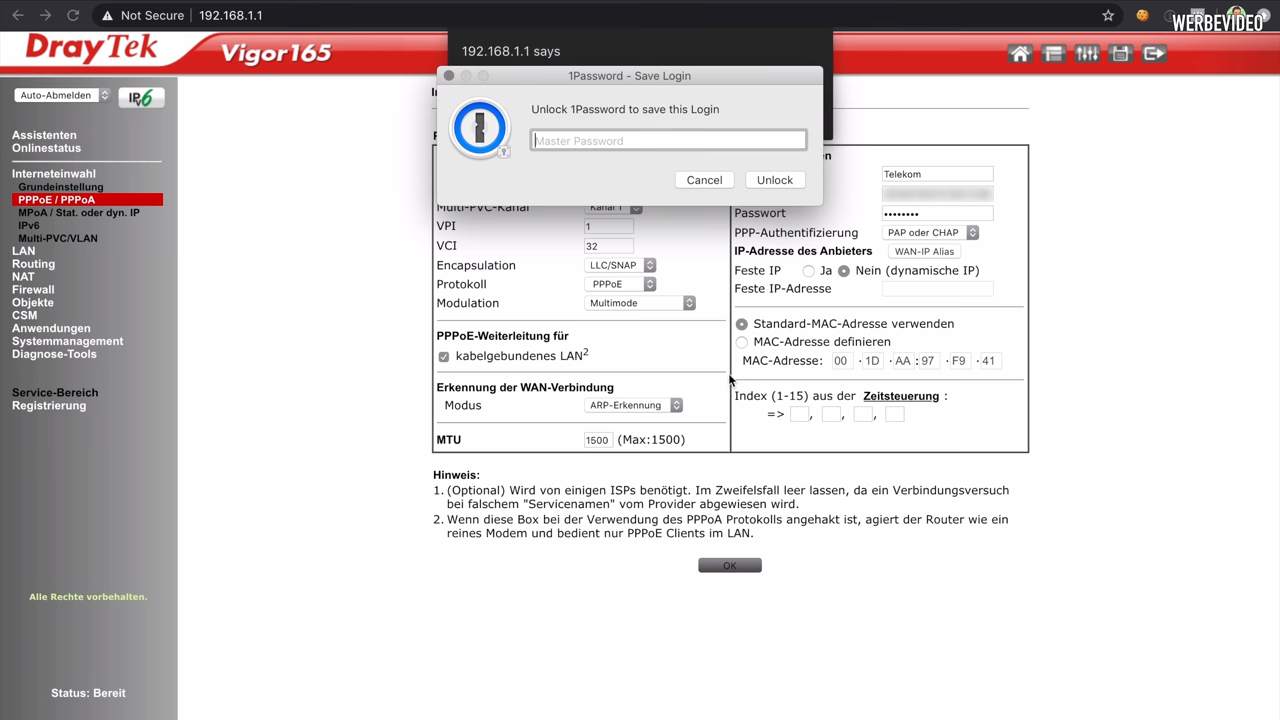 Not Secure
192.168.1.1
WERBEVIDEO
DrayTek
Vigor165
192.168.1.1 says
1Password - Save Login
Unlock 1Password to save this Login
Master Password
Cancel
Unlock
Auto-Abmelden
IPv6
Assistenten
Onlinestatus
Interneteinwahl
Grundeinstellung
PPPoE / PPPoA
MPoA / Stat. oder dyn. IP
IPv6
Multi-PVC/VLAN
LAN
Routing
NAT
Firewall
Objekte
CSM
Anwendungen
Systemmanagement
Diagnose-Tools
Service-Bereich
Registrierung
Alle Rechte vorbehalten.
Status: Bereit
Multi-PVC-Kanal Kanal 1
VPI 1
VCI 32
Encapsulation LLC/SNAP
Protokoll PPPoE
Modulation Multimode
PPPoE-Weiterleitung für
kabelgebundenes LAN2
Erkennung der WAN-Verbindung
Modus ARP-Erkennung
MTU 1500 (Max:1500)
Telekom
Passwort ••••••••
PPP-Authentifizierung PAP oder CHAP
IP-Adresse des Anbieters WAN-IP Alias
Feste IP Ja Nein (dynamische IP)
Feste IP-Adresse
Standard-MAC-Adresse verwenden
MAC-Adresse definieren
MAC-Adresse: 00 · 1D · AA : 97 · F9 · 41
Index (1-15) aus der Zeitsteuerung :
=> , , ,
Hinweis:
1. (Optional) Wird von einigen ISPs benötigt. Im Zweifelsfall leer lassen, da ein Verbindungsversuch
bei falschem "Servicenamen" vom Provider abgewiesen wird.
2. Wenn diese Box bei der Verwendung des PPPoA Protokolls angehakt ist, agiert der Router wie ein
reines Modem und bedient nur PPPoE Clients im LAN.
OK